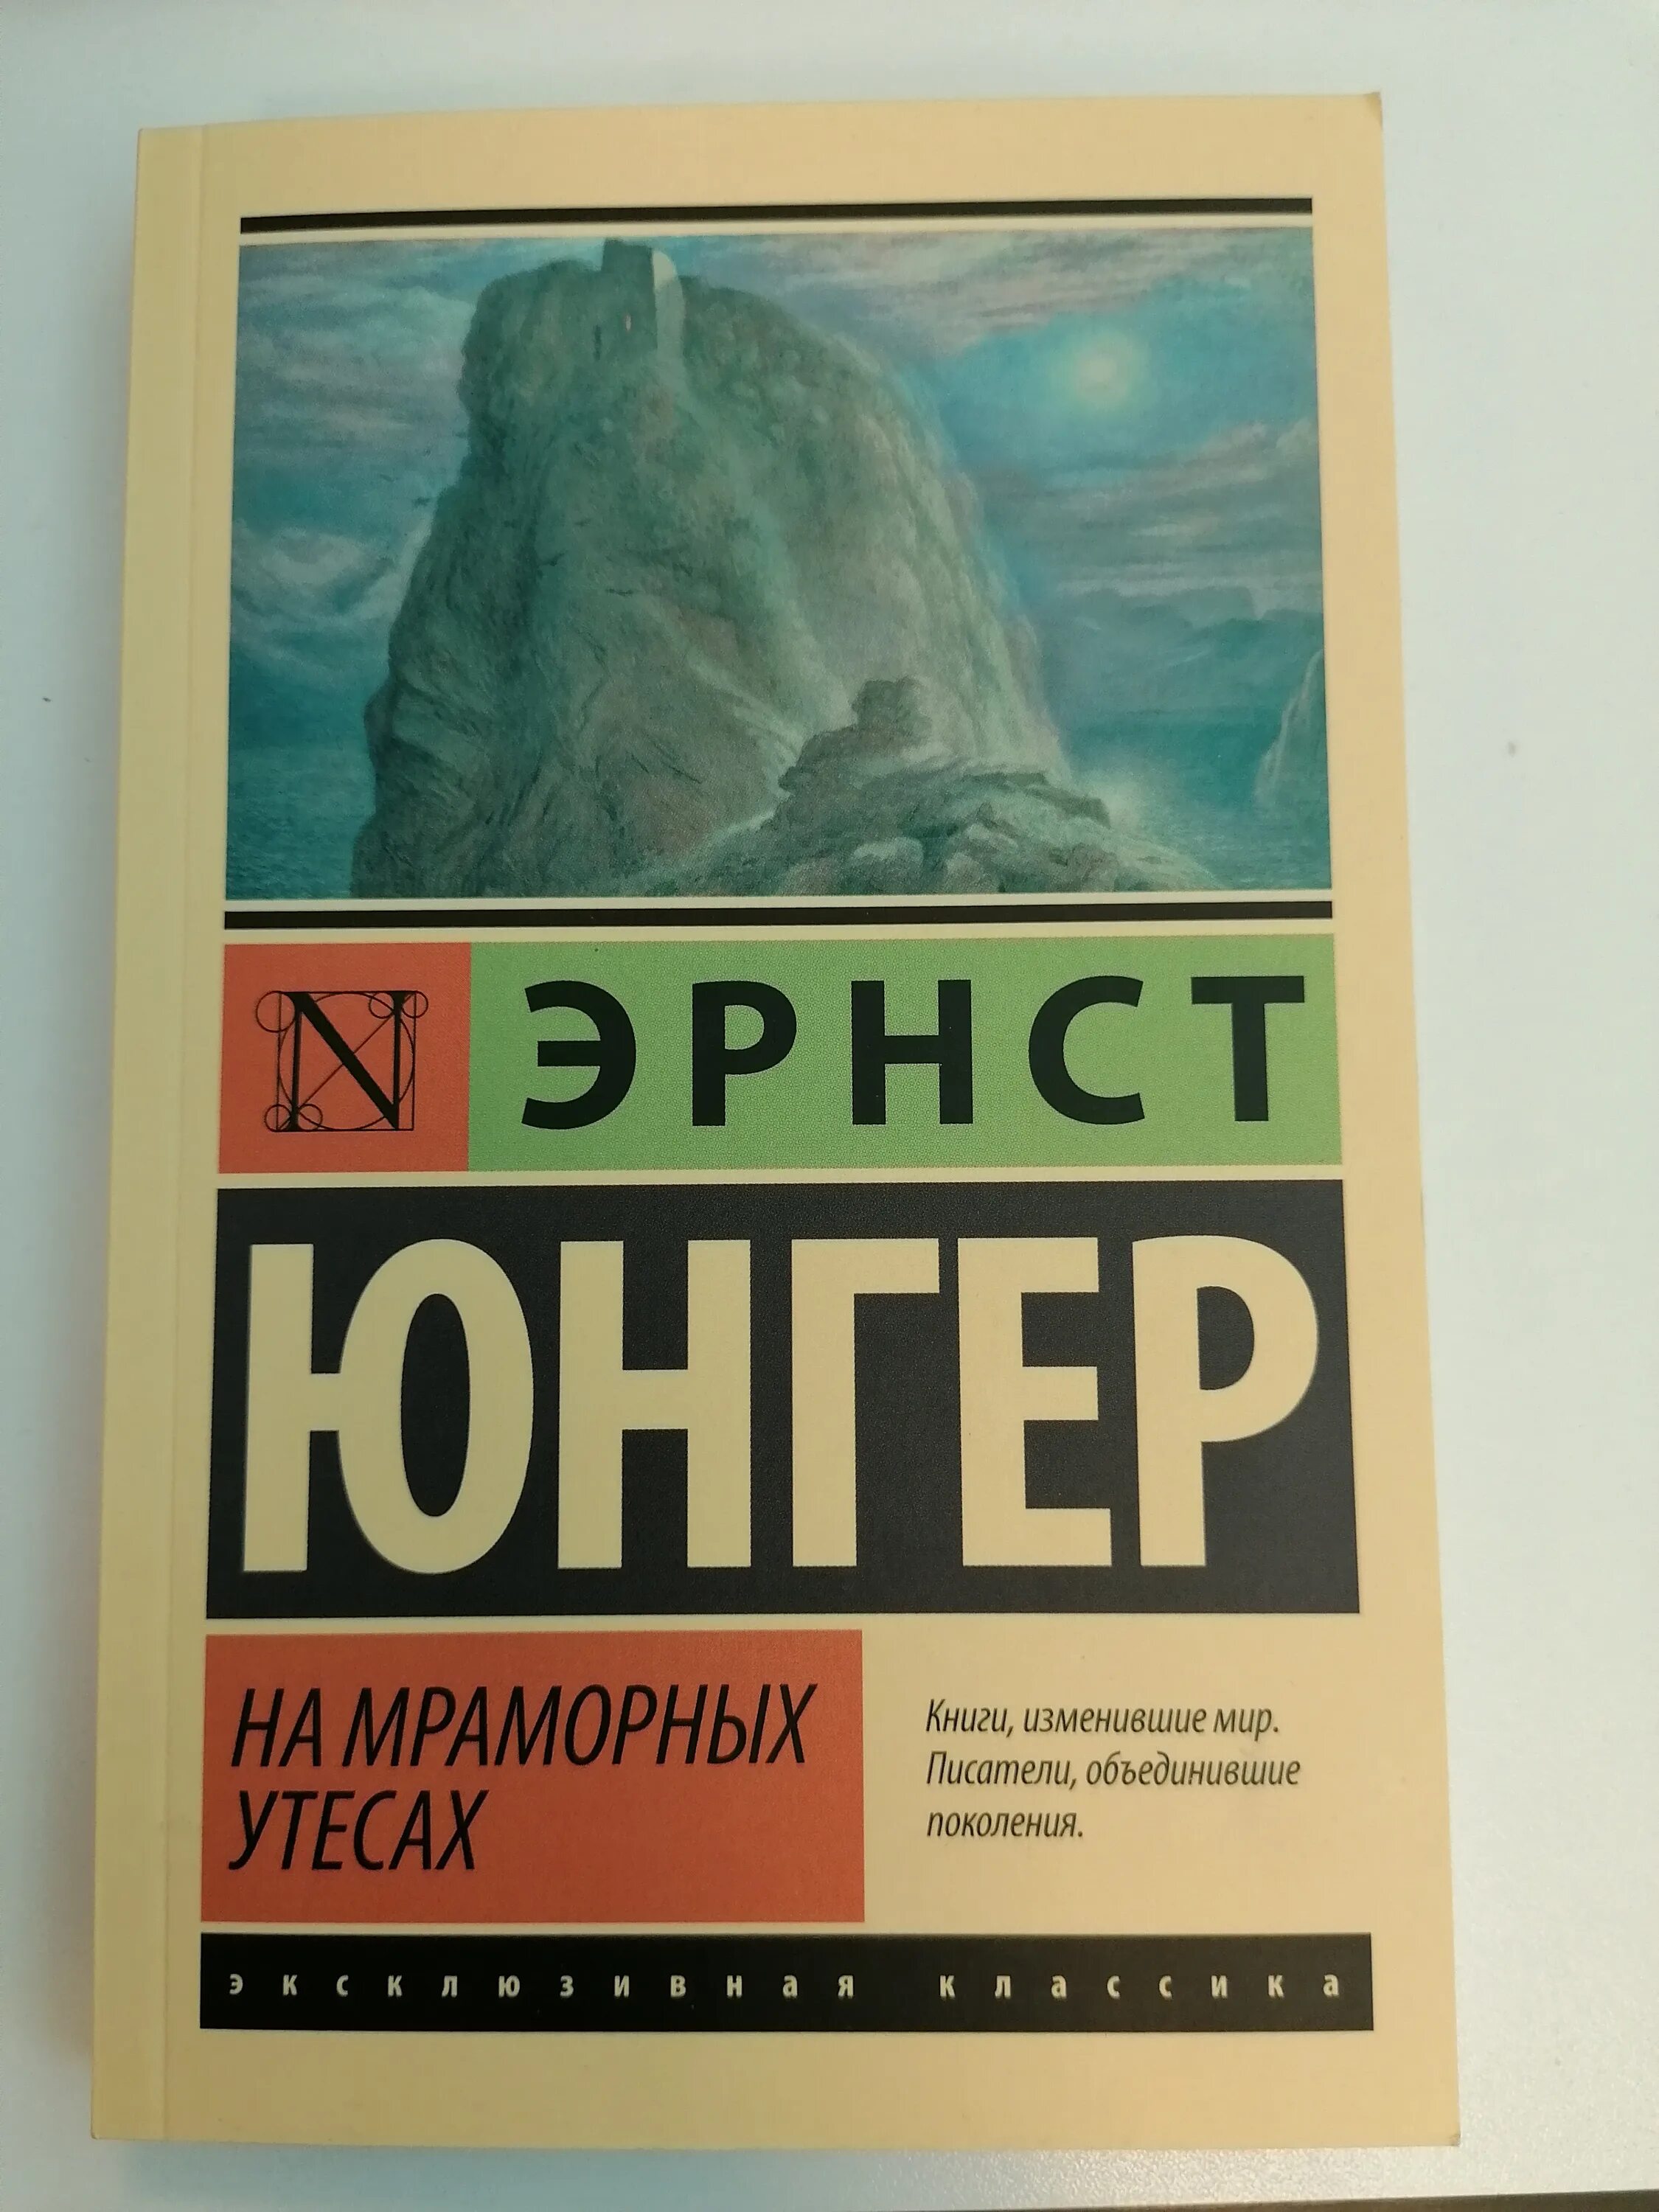 N ЭРНСТ
ЮНГЕР
НА МРАМОРНЫХ
УТЕСАХ
Книги, изменившие мир.
Писатели, объединившие
поколения.
эксклюзивная классика